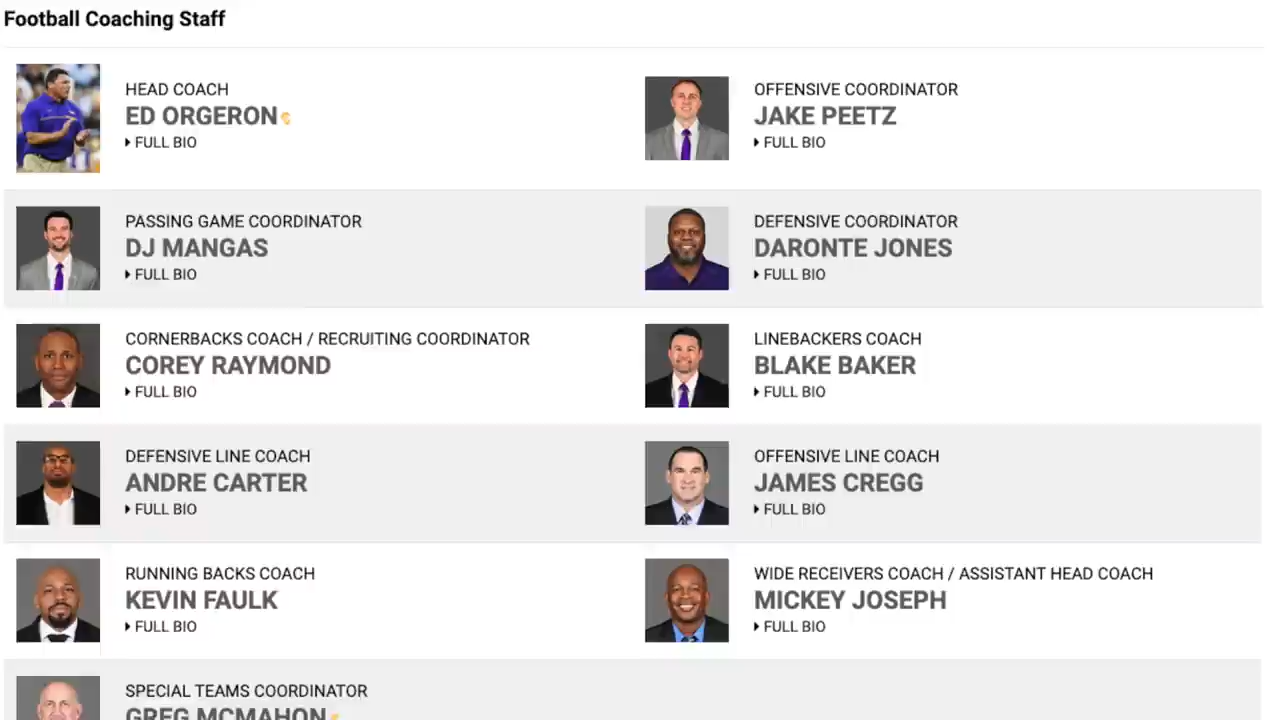 Football Coaching Staff
HEAD COACH
ED ORGERON
FULL BIO
OFFENSIVE COORDINATOR
JAKE PEETZ
FULL BIO
PASSING GAME COORDINATOR
DJ MANGAS
FULL BIO
DEFENSIVE COORDINATOR
DARONTE JONES
FULL BIO
CORNERBACKS COACH / RECRUITING COORDINATOR
COREY RAYMOND
FULL BIO
LINEBACKERS COACH
BLAKE BAKER
FULL BIO
DEFENSIVE LINE COACH
ANDRE CARTER
FULL BIO
OFFENSIVE LINE COACH
JAMES CREGG
FULL BIO
RUNNING BACKS COACH
KEVIN FAULK
FULL BIO
WIDE RECEIVERS COACH / ASSISTANT HEAD COACH
MICKEY JOSEPH
FULL BIO
SPECIAL TEAMS COORDINATOR
GREG MCMAHON